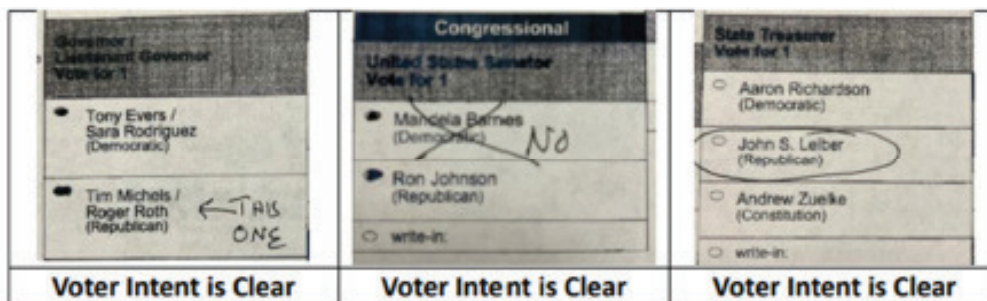 Governor /
Lieutenant Governor
Vote for 1
Tony Evers /
Sara Rodriguez
(Democratic)
Tim Michels /
Roger Roth
(Republican)
← THIS
ONE
Voter Intent is Clear
Congressional
United States Senator
Vote for 1
Mandela Barnes
(Democratic)
NO
Ron Johnson
(Republican)
write-in:
Voter Intent is Clear
State Treasurer
Vote for 1
Aaron Richardson
(Democratic)
John S. Leiber
(Republican)
Andrew Zuelke
(Constitution)
write-in:
Voter Intent is Clear